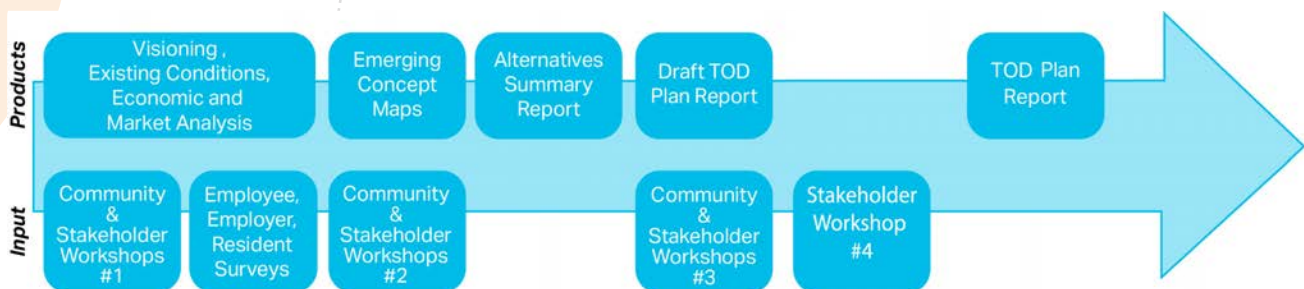 Products
Visioning ,
Existing Conditions,
Economic and
Market Analysis
Emerging
Concept
Maps
Alternatives
Summary
Report
Draft TOD
Plan Report
TOD Plan
Report
Input
Community
&
Stakeholder
Workshops
#1
Employee,
Employer,
Resident
Surveys
Community
&
Stakeholder
Workshops
#2
Community
&
Stakeholder
Workshops
#3
Stakeholder
Workshop
#4